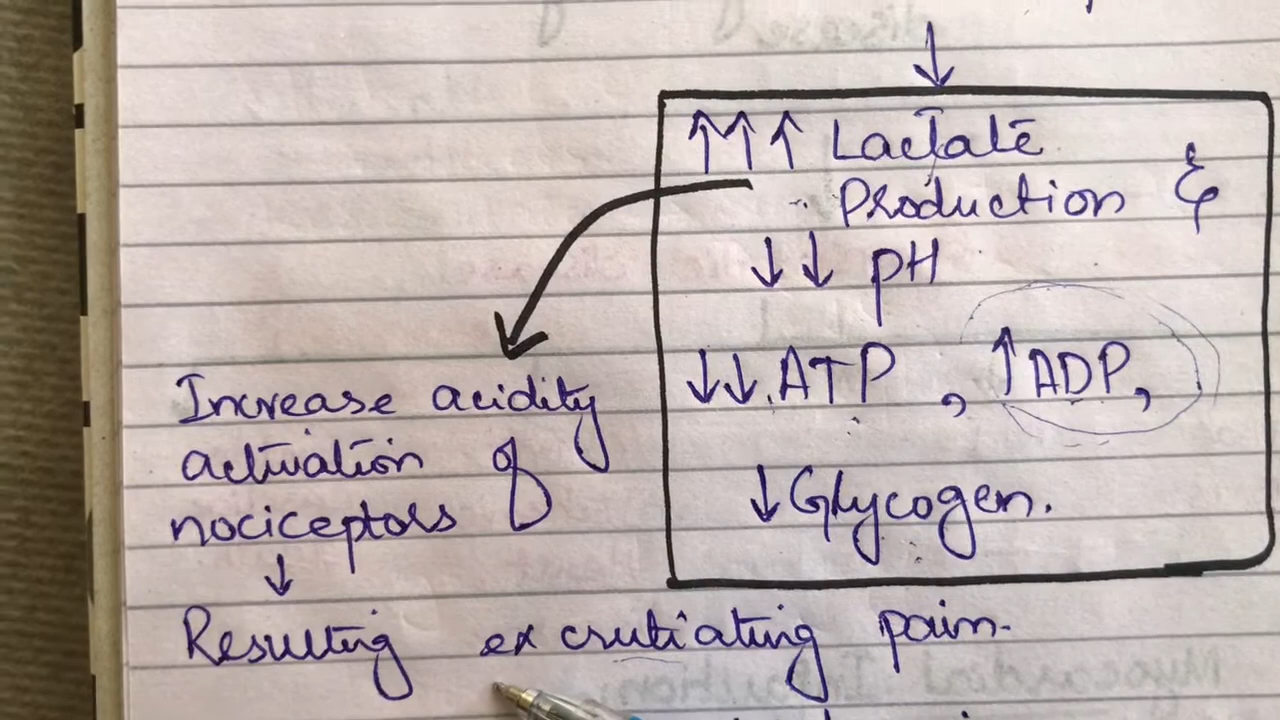 ↓
↑↑↑ Lactate
Production &
↓↓ pH
↓↓ ATP, ↑ADP,
↓ Glycogen.
Increase acidity
activation of
nociceptors
↓
Resulting excrutiating pain.